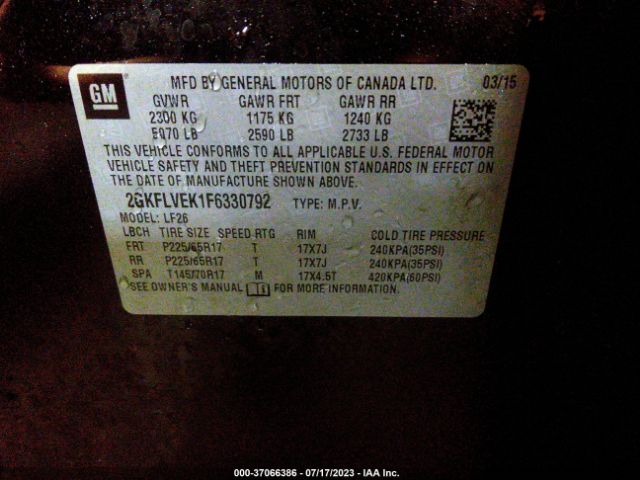 GM
MFD BY GENERAL MOTORS OF CANADA LTD. 03/15
GVWR GAWR FRT GAWR RR
2300 KG 1175 KG 1240 KG
5070 LB 2590 LB 2733 LB
THIS VEHICLE CONFORMS TO ALL APPLICABLE U.S. FEDERAL MOTOR
VEHICLE SAFETY AND THEFT PREVENTION STANDARDS IN EFFECT ON
THE DATE OF MANUFACTURE SHOWN ABOVE.
2GKFLVEK1F6330792 TYPE: M.P.V.
MODEL: LF26
LBCH TIRE SIZE SPEED RTG RIM COLD TIRE PRESSURE
FRT P225/65R17 T 17X7J 240KPA(35PSI)
RR P225/65R17 T 17X7J 240KPA(35PSI)
SPA T145/70R17 M 17X4.5T 420KPA(60PSI)
SEE OWNER'S MANUAL FOR MORE INFORMATION.
000-37066386 - 07/17/2023 - IAA Inc.